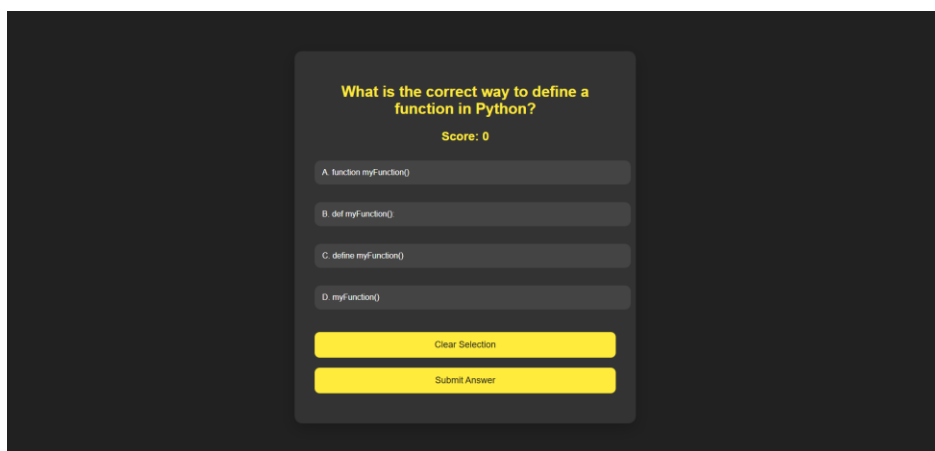 What is the correct way to define a
function in Python?
Score: 0
A. function myFunction()
B. def myFunction():
C. define myFunction()
D. myFunction()
Clear Selection
Submit Answer